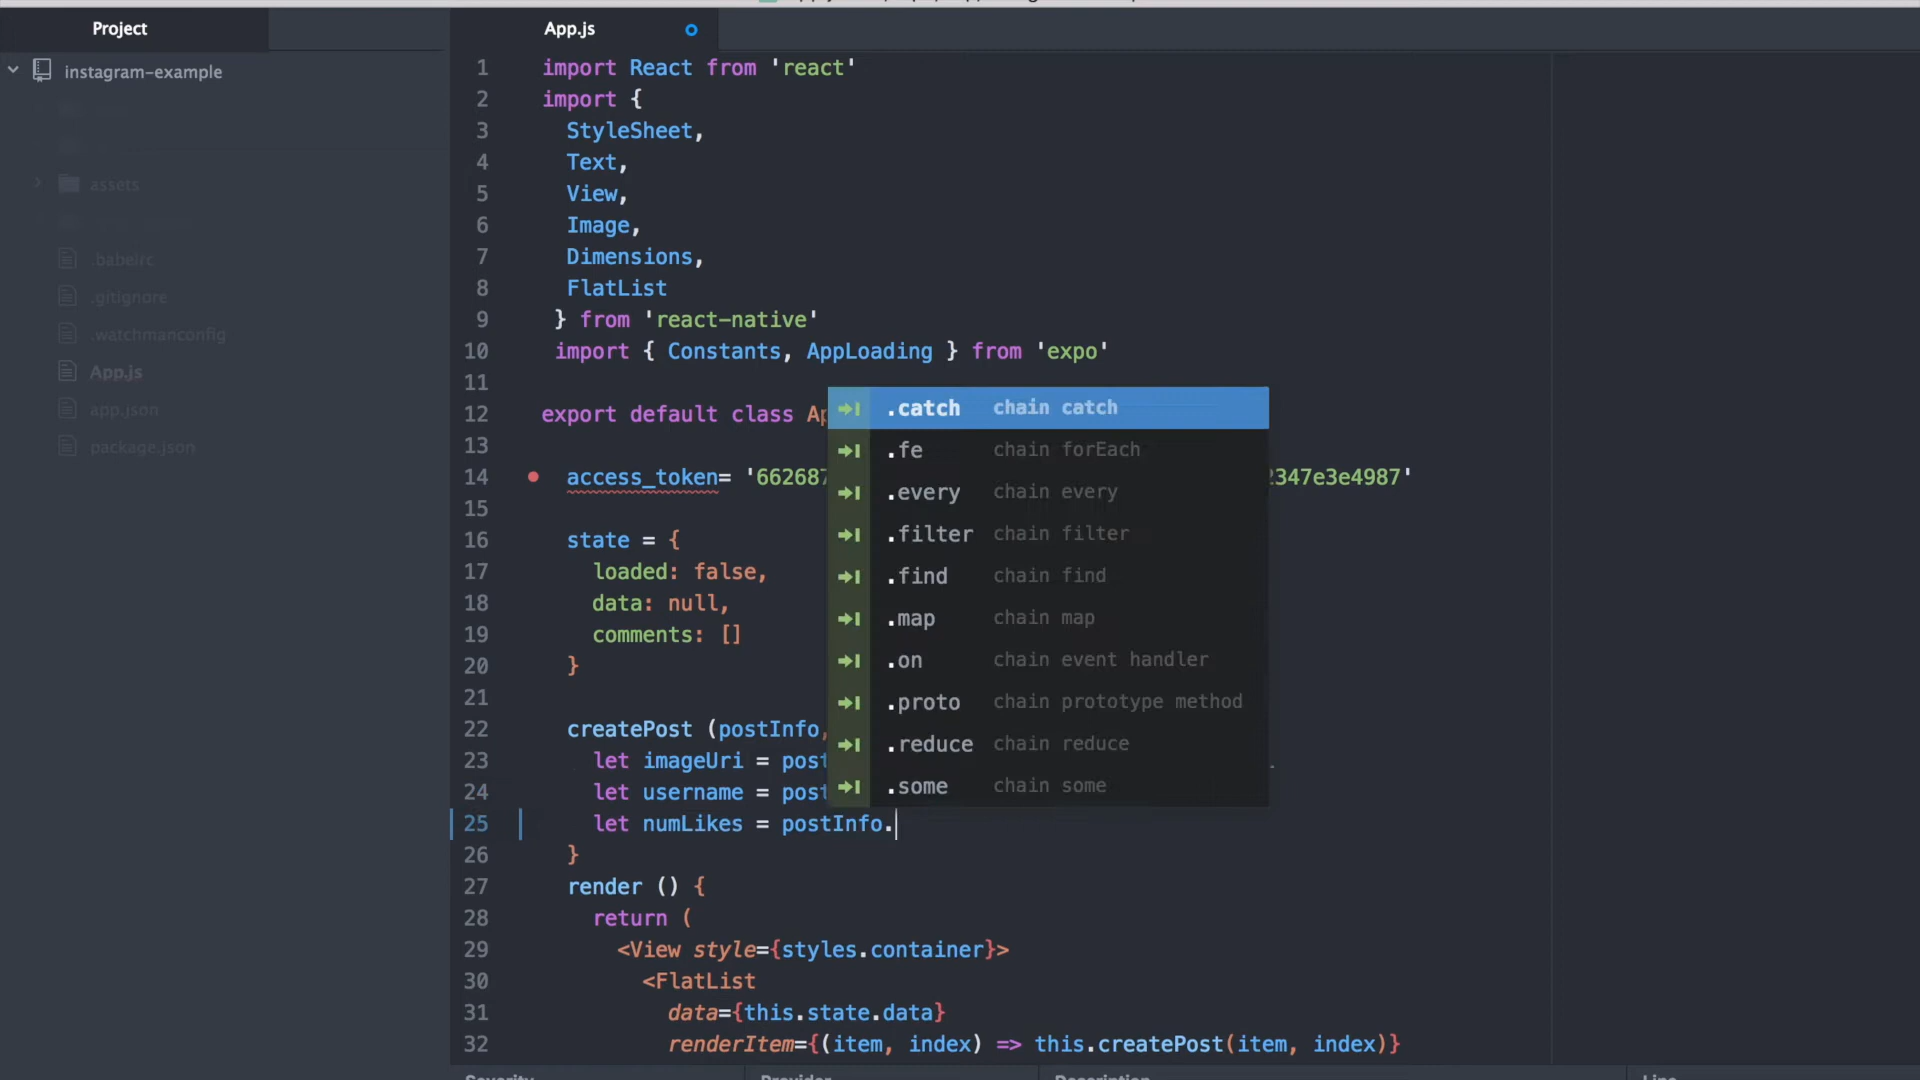 Project
App.js
instagram-example
assets
.babelrc
.gitignore
.watchmanconfig
App.js
app.json
package.json
1 import React from 'react'
2 import {
3 StyleSheet,
4 Text,
5 View,
6 Image,
7 Dimensions,
8 FlatList
9 } from 'react-native'
10 import { Constants, AppLoading } from 'expo'
11
12 export default class Ap
13
14 access_token= '66268 2347e3e4987'
15
16 state = {
17 loaded: false,
18 data: null,
19 comments: []
20 }
21
22 createPost (postInfo,
23 let imageUri = post
24 let username = post
25 let numLikes = postInfo.
26 }
27 render () {
28 return (
29 <View style={styles.container}>
30 <FlatList
31 data={this.state.data}
32 renderItem={(item, index) => this.createPost(item, index)}
.catch chain catch
.fe chain forEach
.every chain every
.filter chain filter
.find chain find
.map chain map
.on chain event handler
.proto chain prototype method
.reduce chain reduce
.some chain some
Severity Provider Description Line